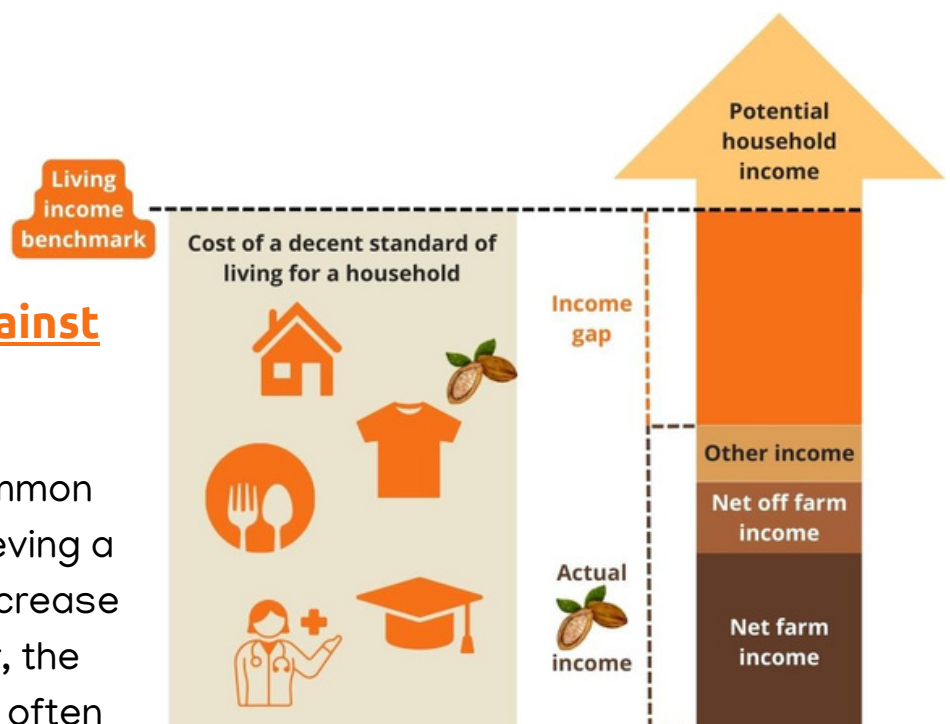 Potential
household
income
Living
income
benchmark
Cost of a decent standard of
living for a household
Income
gap
Other income
Net off farm
income
Actual
income
Net farm
income
ainst
mmon
eving a
crease
, the
often